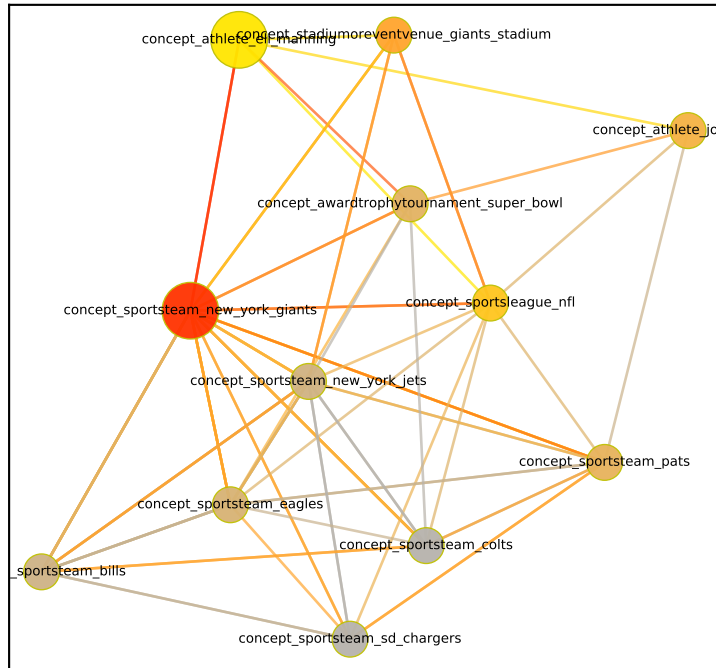 concept_stadiumoreventvenue_giants_stadium
concept_athlete_eli_manning
concept_athlete_jo
concept_awardtrophytournament_super_bowl
concept_sportsleague_nfl
concept_sportsteam_new_york_giants
concept_sportsteam_new_york_jets
concept_sportsteam_pats
concept_sportsteam_eagles
concept_sportsteam_colts
_sportsteam_bills
concept_sportsteam_sd_chargers